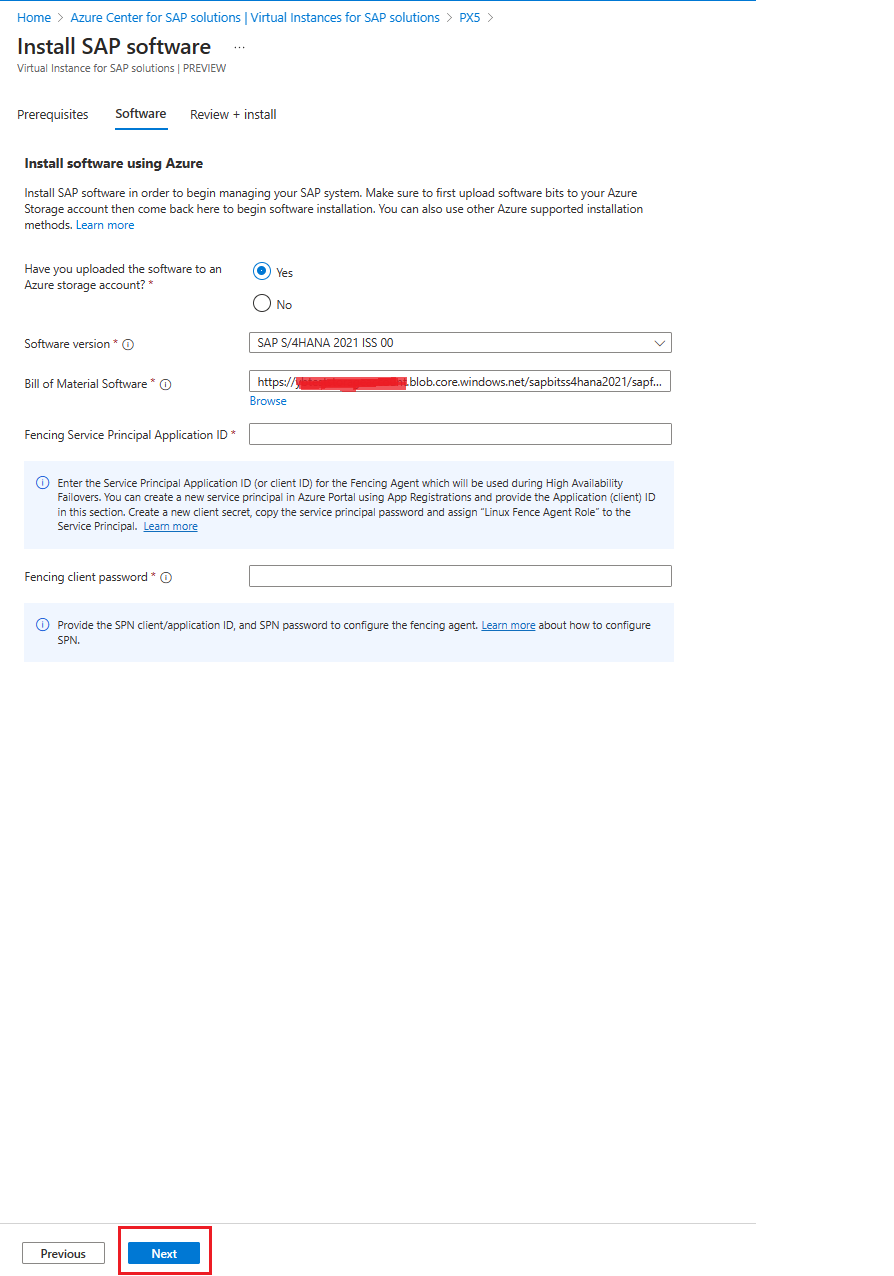 Home > Azure Center for SAP solutions | Virtual Instances for SAP solutions > PX5 >
Install SAP software ...
Virtual Instance for SAP solutions | PREVIEW
Prerequisites Software Review + install
Install software using Azure
Install SAP software in order to begin managing your SAP system. Make sure to first upload software bits to your Azure
Storage account then come back here to begin software installation. You can also use other Azure supported installation
methods. Learn more
Have you uploaded the software to an
Azure storage account? *
Yes
No
Software version * SAP S/4HANA 2021 ISS 00
Bill of Material Software * https:// .blob.core.windows.net/sapbitss4hana2021/sapf...
Browse
Fencing Service Principal Application ID *
Enter the Service Principal Application ID (or client ID) for the Fencing Agent which will be used during High Availability
Failovers. You can create a new service principal in Azure Portal using App Registrations and provide the Application (client) ID
in this section. Create a new client secret, copy the service principal password and assign “Linux Fence Agent Role” to the
Service Principal. Learn more
Fencing client password *
Provide the SPN client/application ID, and SPN password to configure the fencing agent. Learn more about how to configure
SPN.
Previous Next